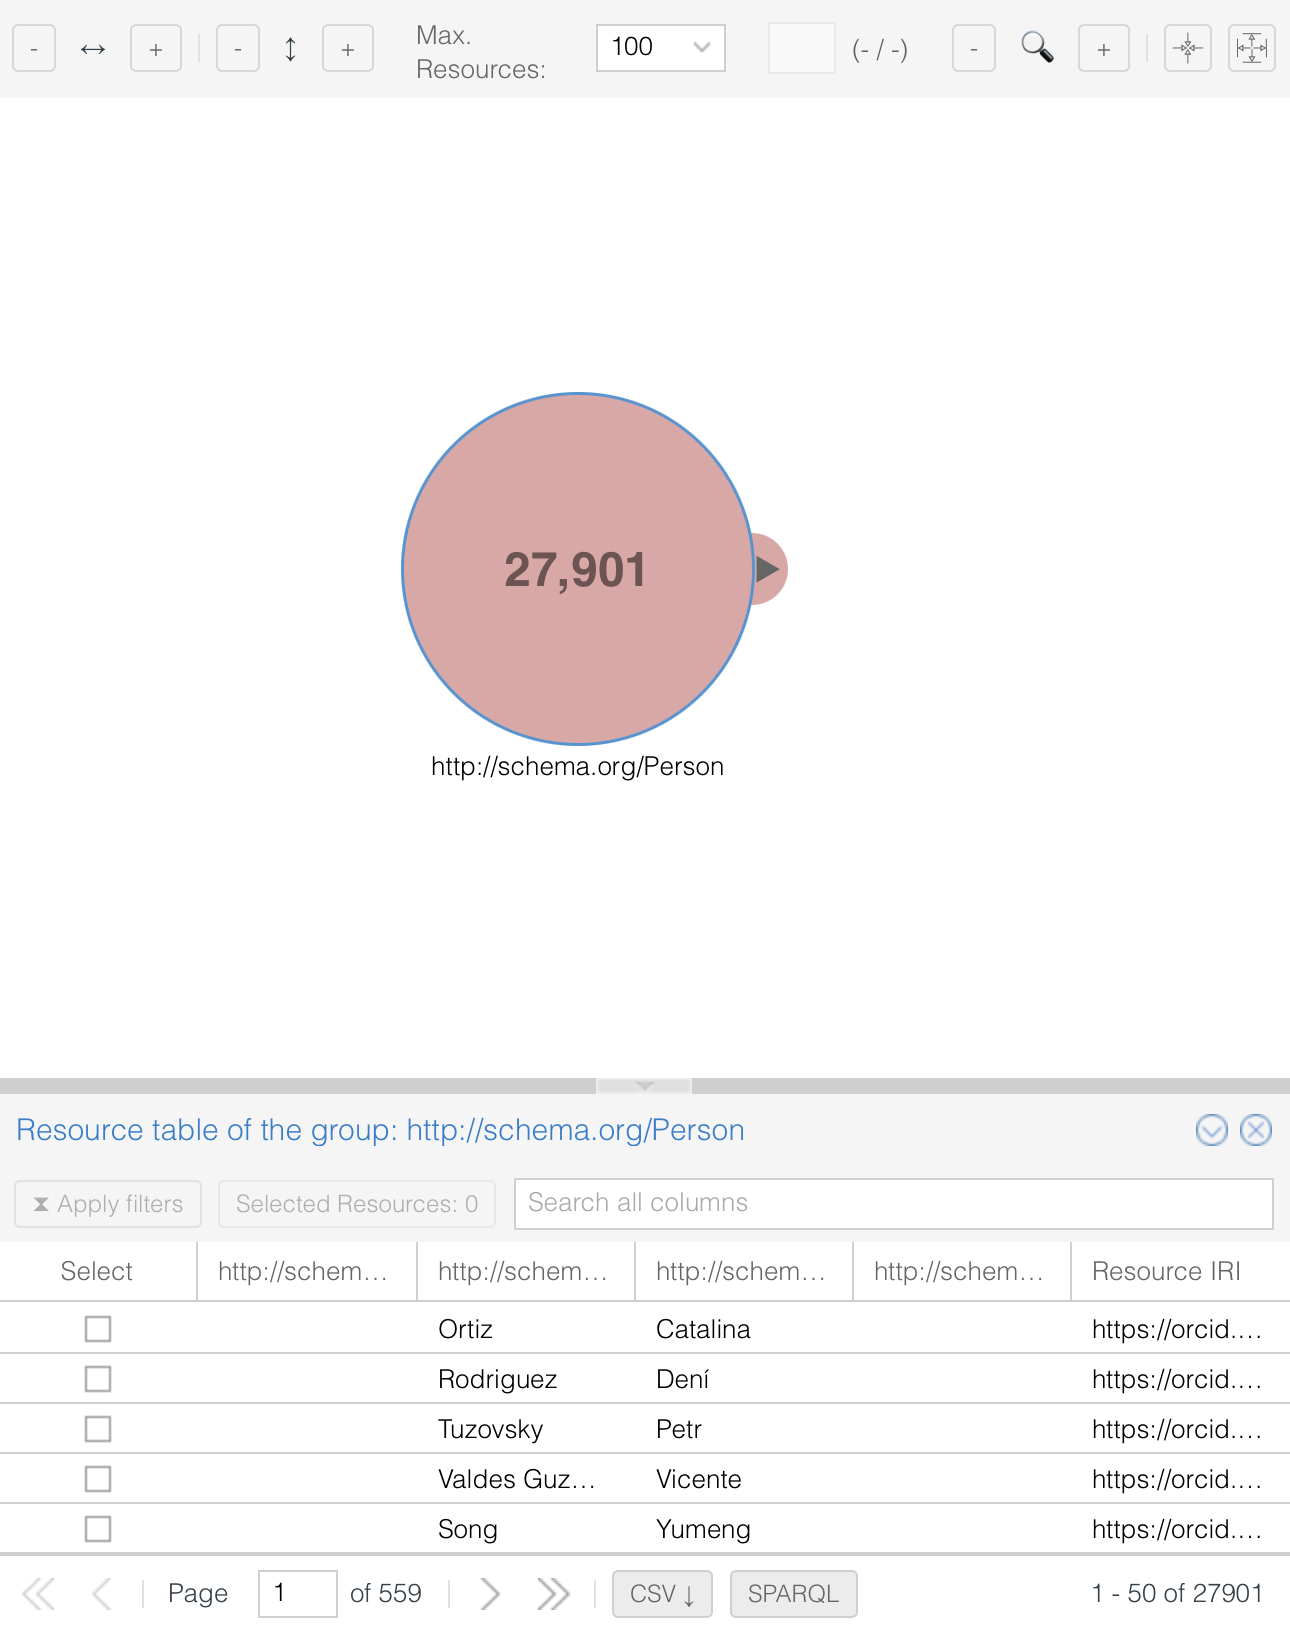 - ↔ + - ↕ + Max. Resources: 100 (- / -) - +
27,901
http://schema.org/Person
Resource table of the group: http://schema.org/Person
Apply filters Selected Resources: 0 Search all columns
Select http://schem... http://schem... http://schem... http://schem... Resource IRI
Ortiz Catalina https://orcid....
Rodriguez Dení https://orcid....
Tuzovsky Petr https://orcid....
Valdes Guz... Vicente https://orcid....
Song Yumeng https://orcid....
Page 1 of 559 CSV ↓ SPARQL 1 - 50 of 27901